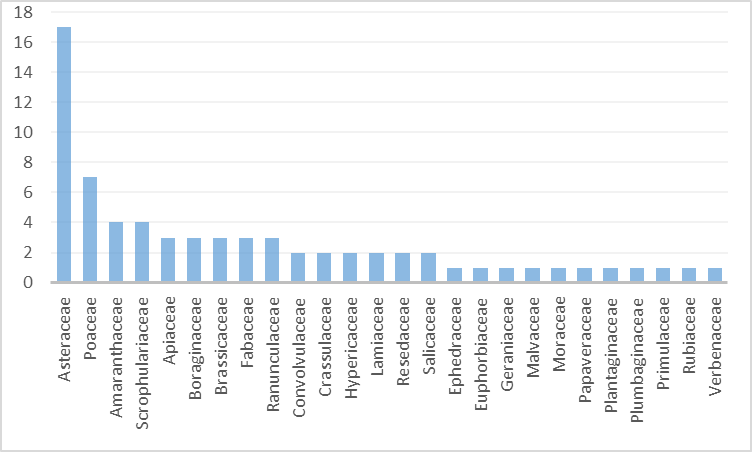 18
16
14
12
10
8
6
4
2
0
Asteraceae
Poaceae
Amaranthaceae
Scrophulariaceae
Apiaceae
Boraginaceae
Brassicaceae
Fabaceae
Ranunculaceae
Convolvulaceae
Crassulaceae
Hypericaceae
Lamiaceae
Resedaceae
Salicaceae
Ephedraceae
Euphorbiaceae
Geraniaceae
Malvaceae
Moraceae
Papaveraceae
Plantaginaceae
Plumbaginaceae
Primulaceae
Rubiaceae
Verbenaceae